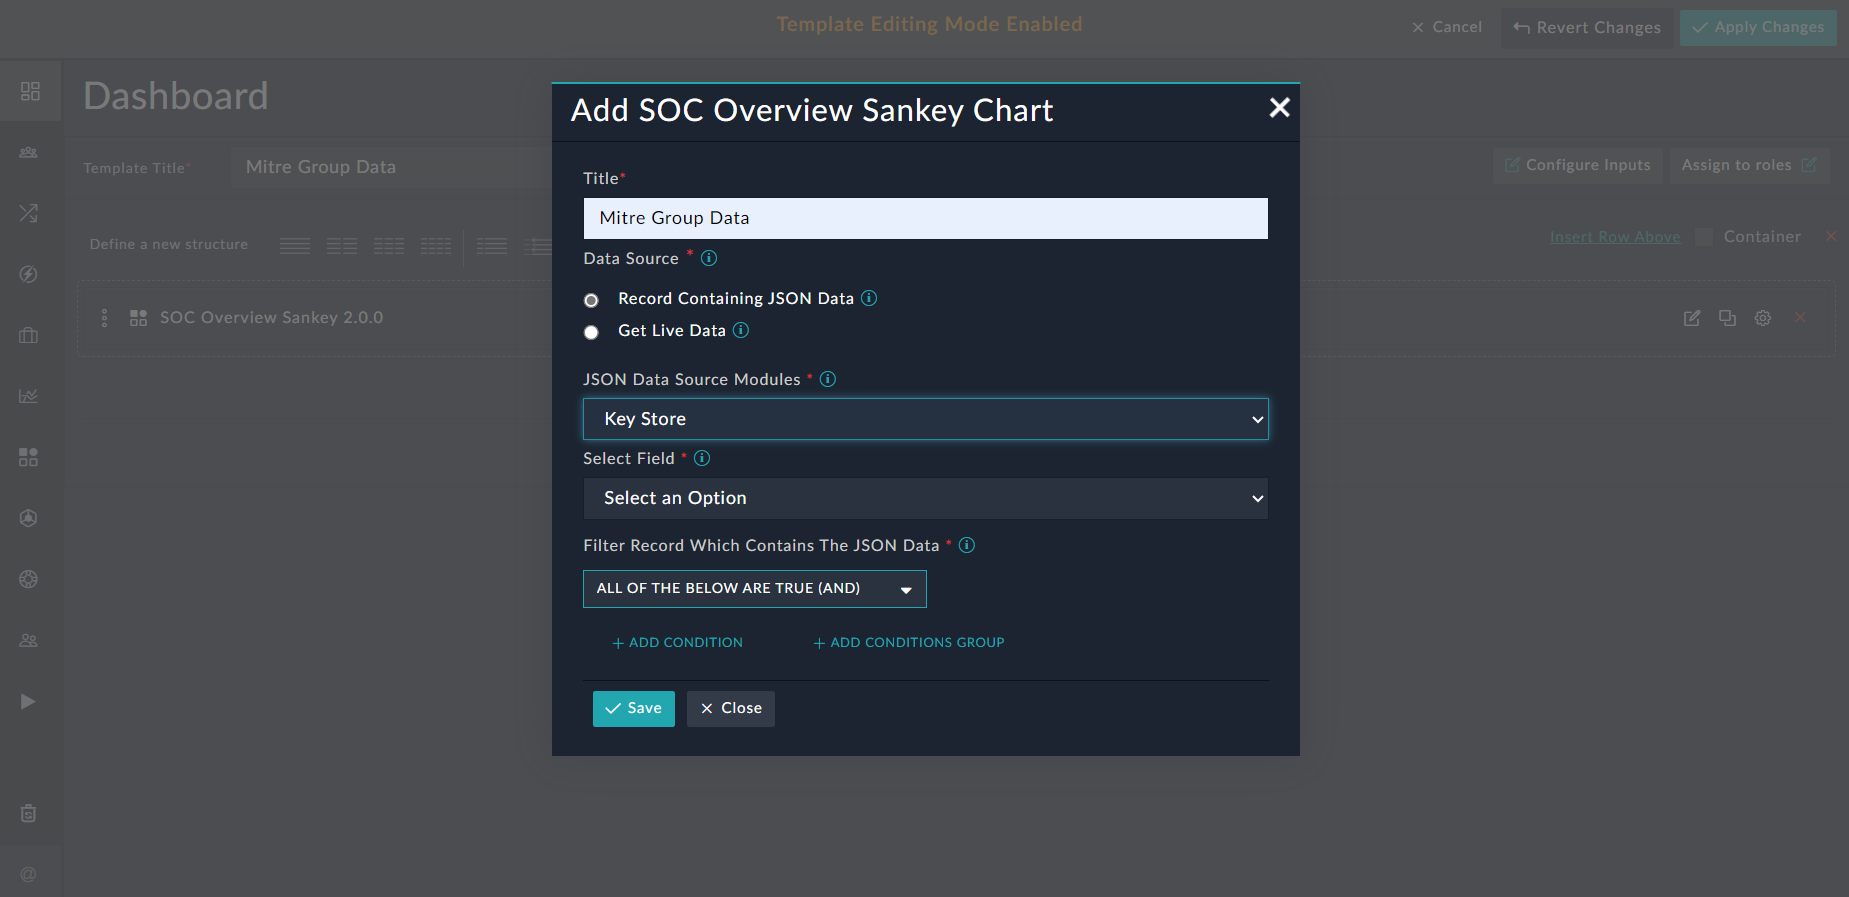 Template Editing Mode Enabled
Cancel
Revert Changes
Apply Changes
Dashboard
Template Title*
Mitre Group Data
Configure Inputs
Assign to roles
Define a new structure
Insert Row Above
Container
SOC Overview Sankey 2.0.0
Add SOC Overview Sankey Chart
Title*
Mitre Group Data
Data Source *
Record Containing JSON Data
Get Live Data
JSON Data Source Modules *
Key Store
Select Field *
Select an Option
Filter Record Which Contains The JSON Data *
ALL OF THE BELOW ARE TRUE (AND)
+ ADD CONDITION
+ ADD CONDITIONS GROUP
Save
Close
@